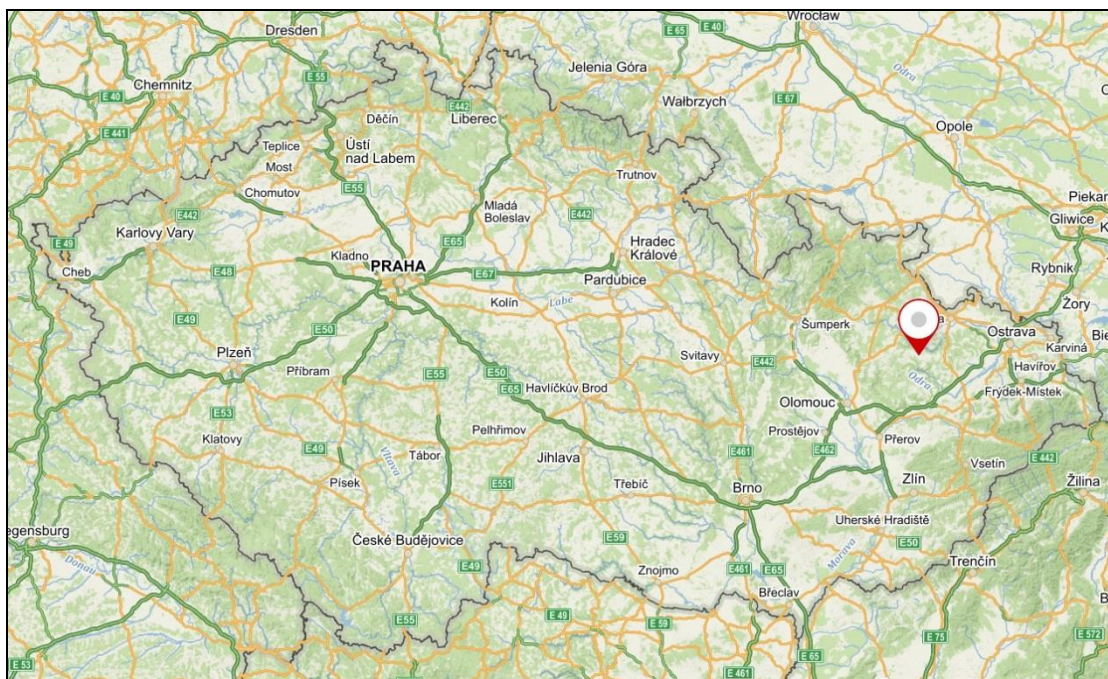 Wrocław
Dresden
E 40
E 65
Odra
E 55
Jelenia Góra
Chemnitz
E 40
E442
Wałbrzych
E 67
Děčín
Liberec
Opole
E 441
Teplice
Ústí
nad Labem
Most
Trutnov
Piekar
Chomutov
E55
Mladá
Boleslav
E442
Gliwice
E442
Karlovy Vary
E 49
E65
Hradec
Králové
Kladno
PRAHA
Rybnik
Cheb
E48
E67
Pardubice
Kolín
Labe
Żory
E49
E50
Šumperk
Ostrava
Bie
Plzeň
Svitavy
E442
Karviná
Příbram
E55
E50
E65
Havlíčkův Brod
Odra
Havířov
Frýdek-Místek
E53
Olomouc
Klatovy
Pelhřimov
Prostějov
Přerov
E49
Vltava
Tábor
Jihlava
E461
E462
E 442
Vsetín
Písek
E551
Třebíč
Brno
Zlín
Žilina
Uherské Hradiště
egensburg
České Budějovice
E59
E50
Morava
Trenčín
Donau
E49
Znojmo
E461
E65
Břeclav
E55
E 49
E 59
E 75
E 572
E 53
E 461
E 65